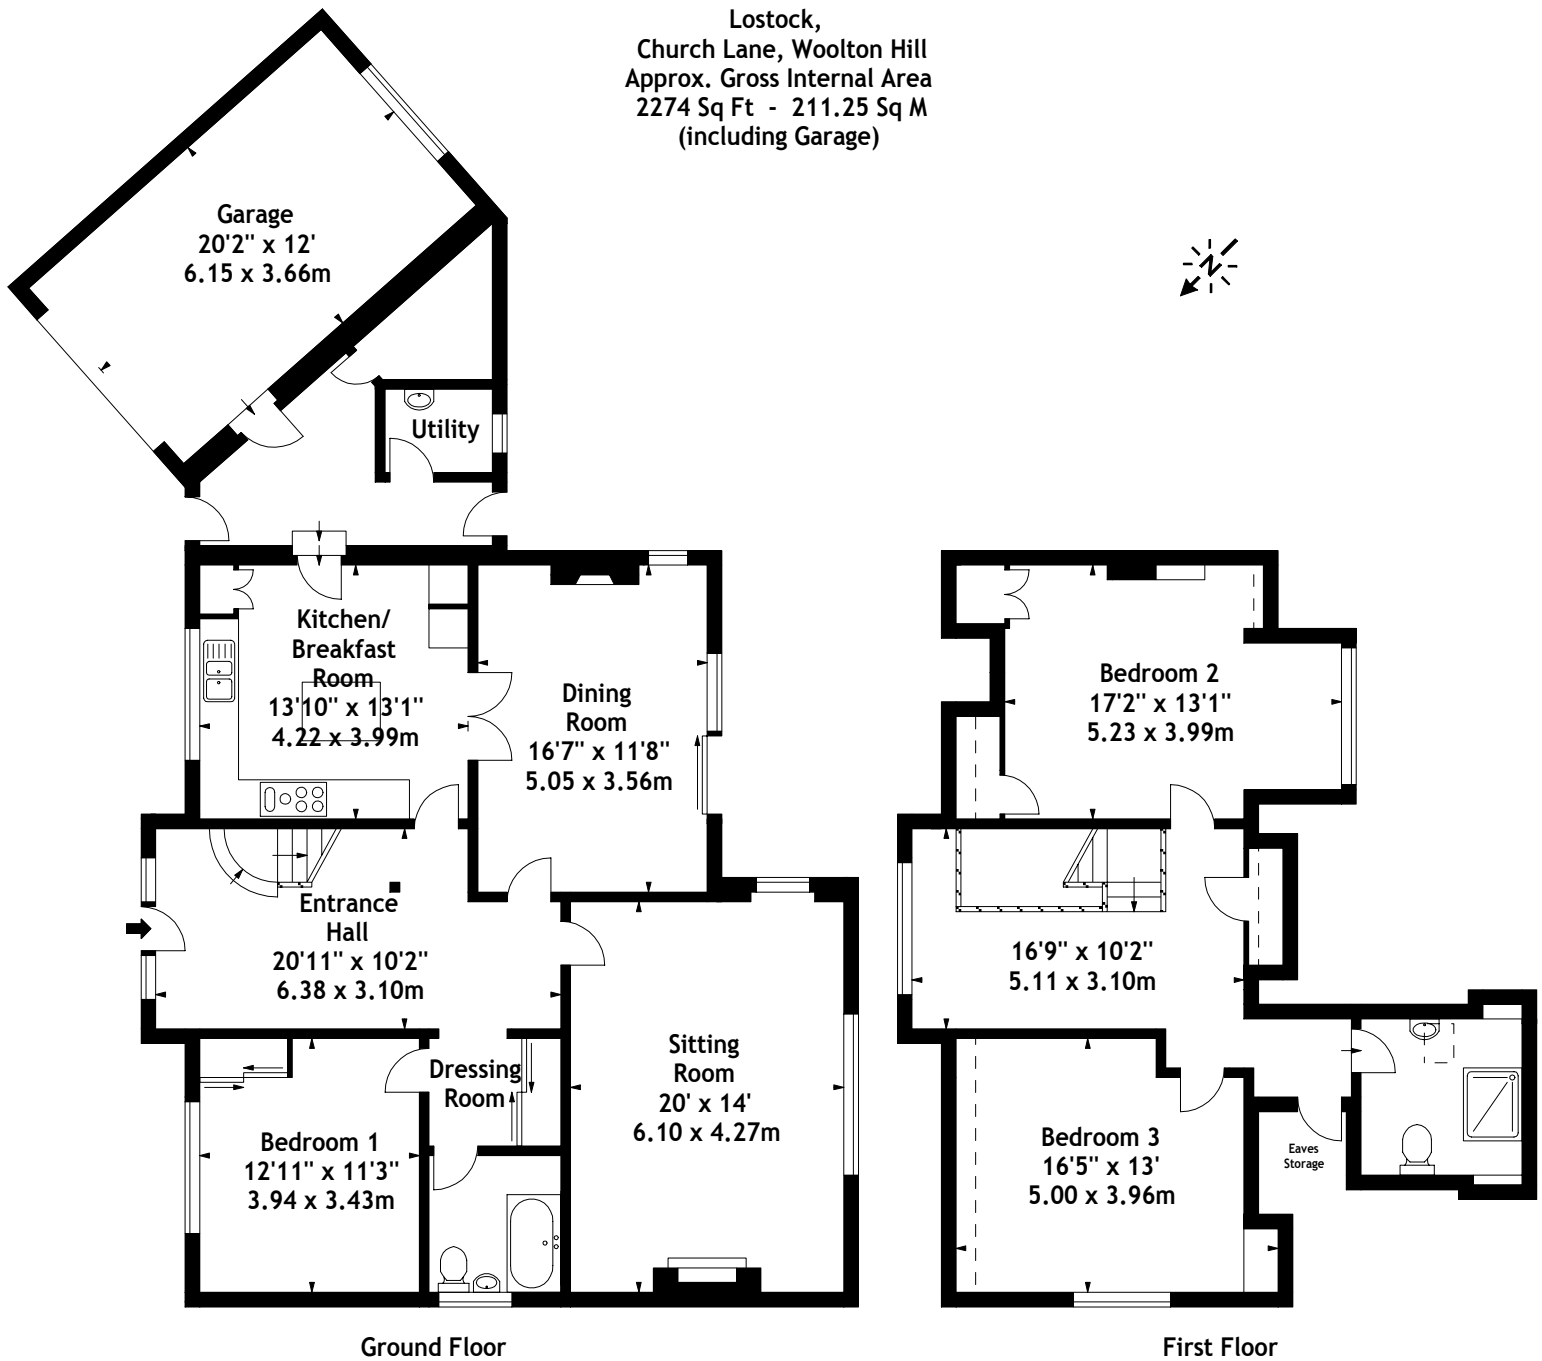 Lostock,
Church Lane, Woolton Hill
Approx. Gross Internal Area
2274 Sq Ft - 211.25 Sq M
(including Garage)
Garage
20'2" x 12'
6.15 x 3.66m
N
Utility
Kitchen/
Breakfast
Room
13'10" x 13'1"
4.22 x 3.99m
Dining
Room
16'7" x 11'8"
5.05 x 3.56m
Entrance
Hall
20'11" x 10'2"
6.38 x 3.10m
Sitting
Room
20' x 14'
6.10 x 4.27m
Dressing
Room
Bedroom 1
12'11" x 11'3"
3.94 x 3.43m
Ground Floor
Bedroom 2
17'2" x 13'1"
5.23 x 3.99m
16'9" x 10'2"
5.11 x 3.10m
Bedroom 3
16'5" x 13'
5.00 x 3.96m
Eaves
Storage
First Floor